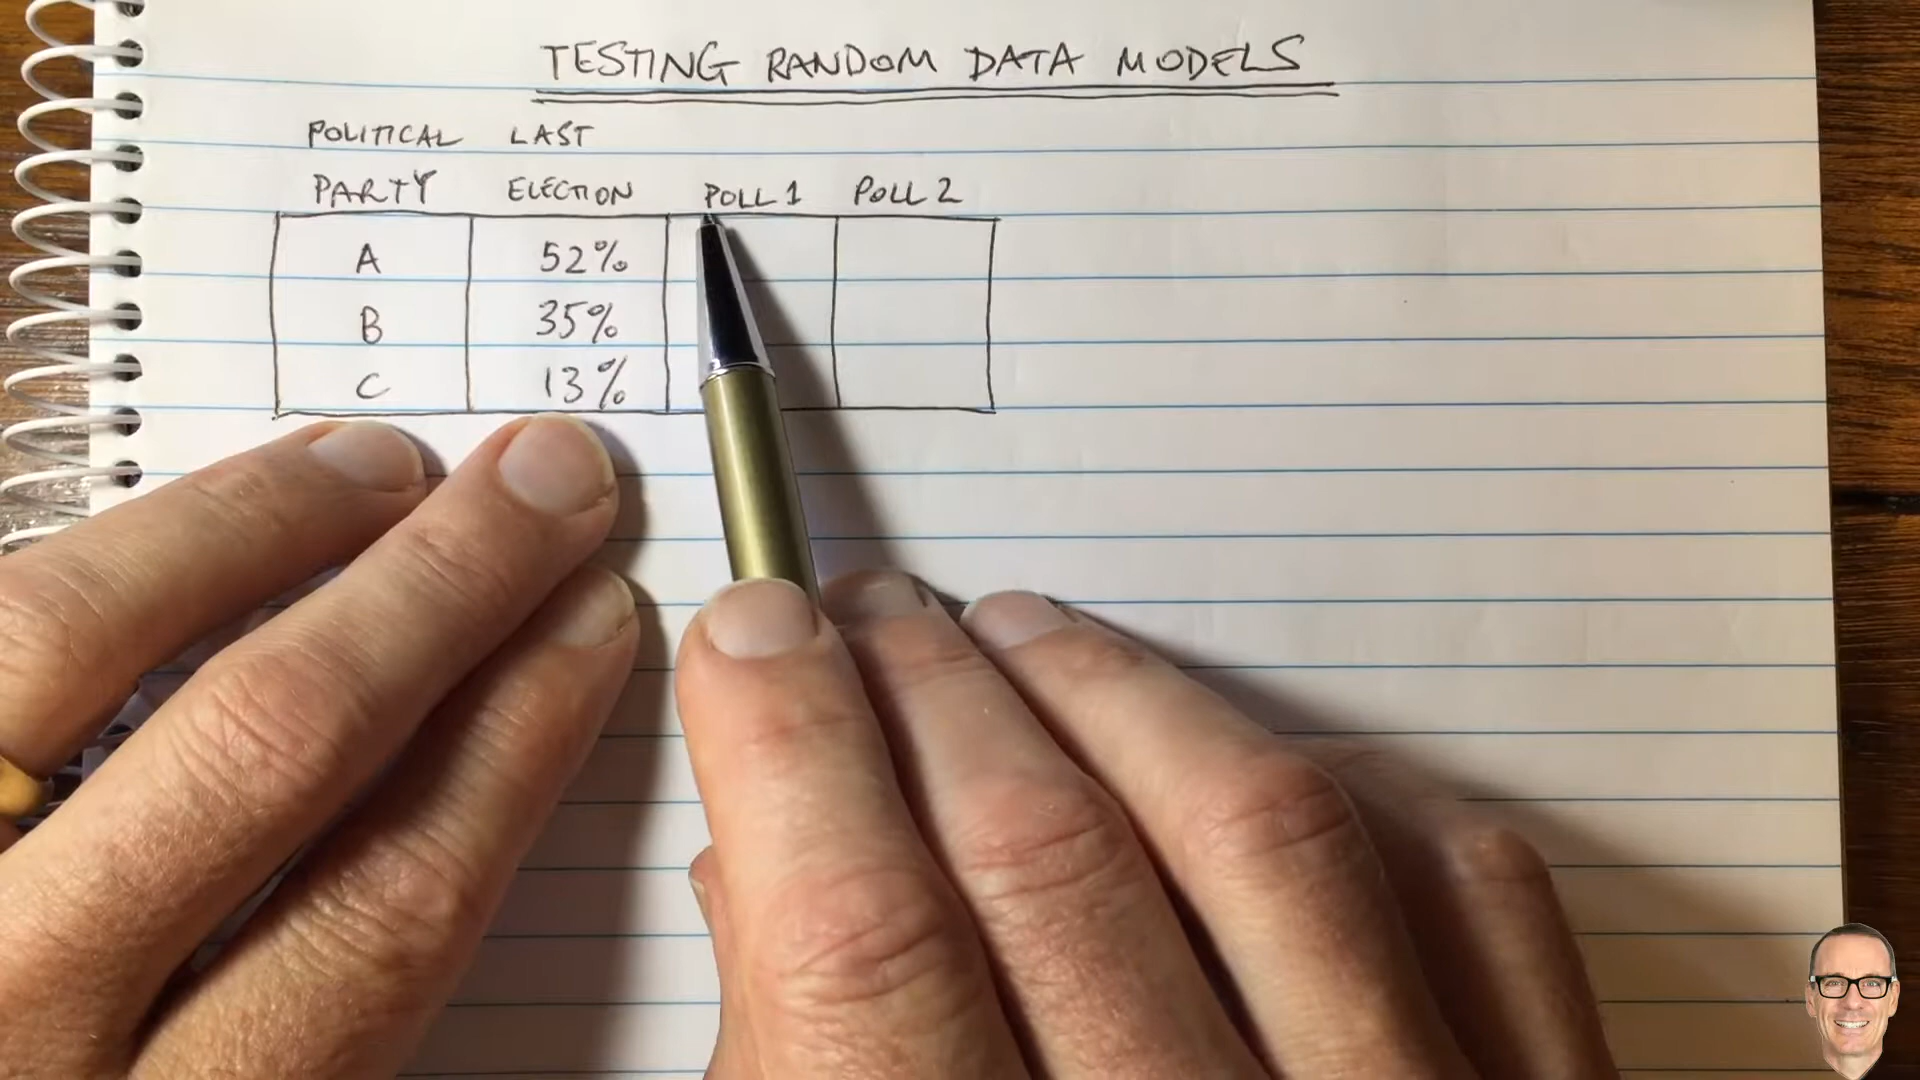 TESTING RANDOM DATA MODELS
POLITICAL LAST
PARTY ELECTION POLL 1 POLL 2
A 52%
B 35%
C 13%